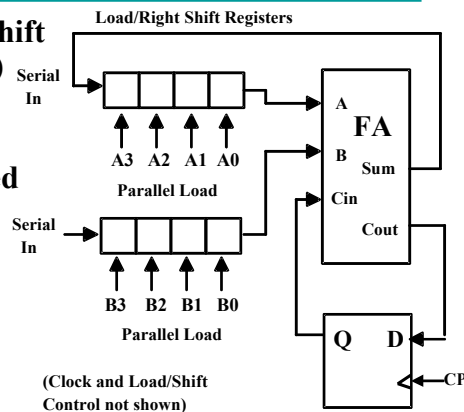 Load/Right Shift Registers
hift
)
Serial
In
A
FA
A3 A2 A1 A0
B
Sum
Parallel Load
ed
Cin
Serial
In
Cout
B3 B2 B1 B0
Parallel Load
Q D
CP
(Clock and Load/Shift
Control not shown)